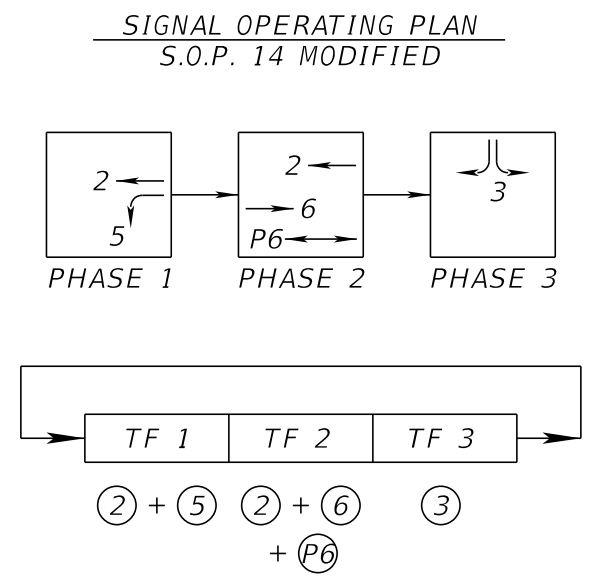 SIGNAL OPERATING PLAN
S.O.P. 14 MODIFIED
2
5
PHASE 1
2
6
P6
PHASE 2
3
PHASE 3
TF 1 TF 2 TF 3
2 + 5 2 + 6 3
+ P6